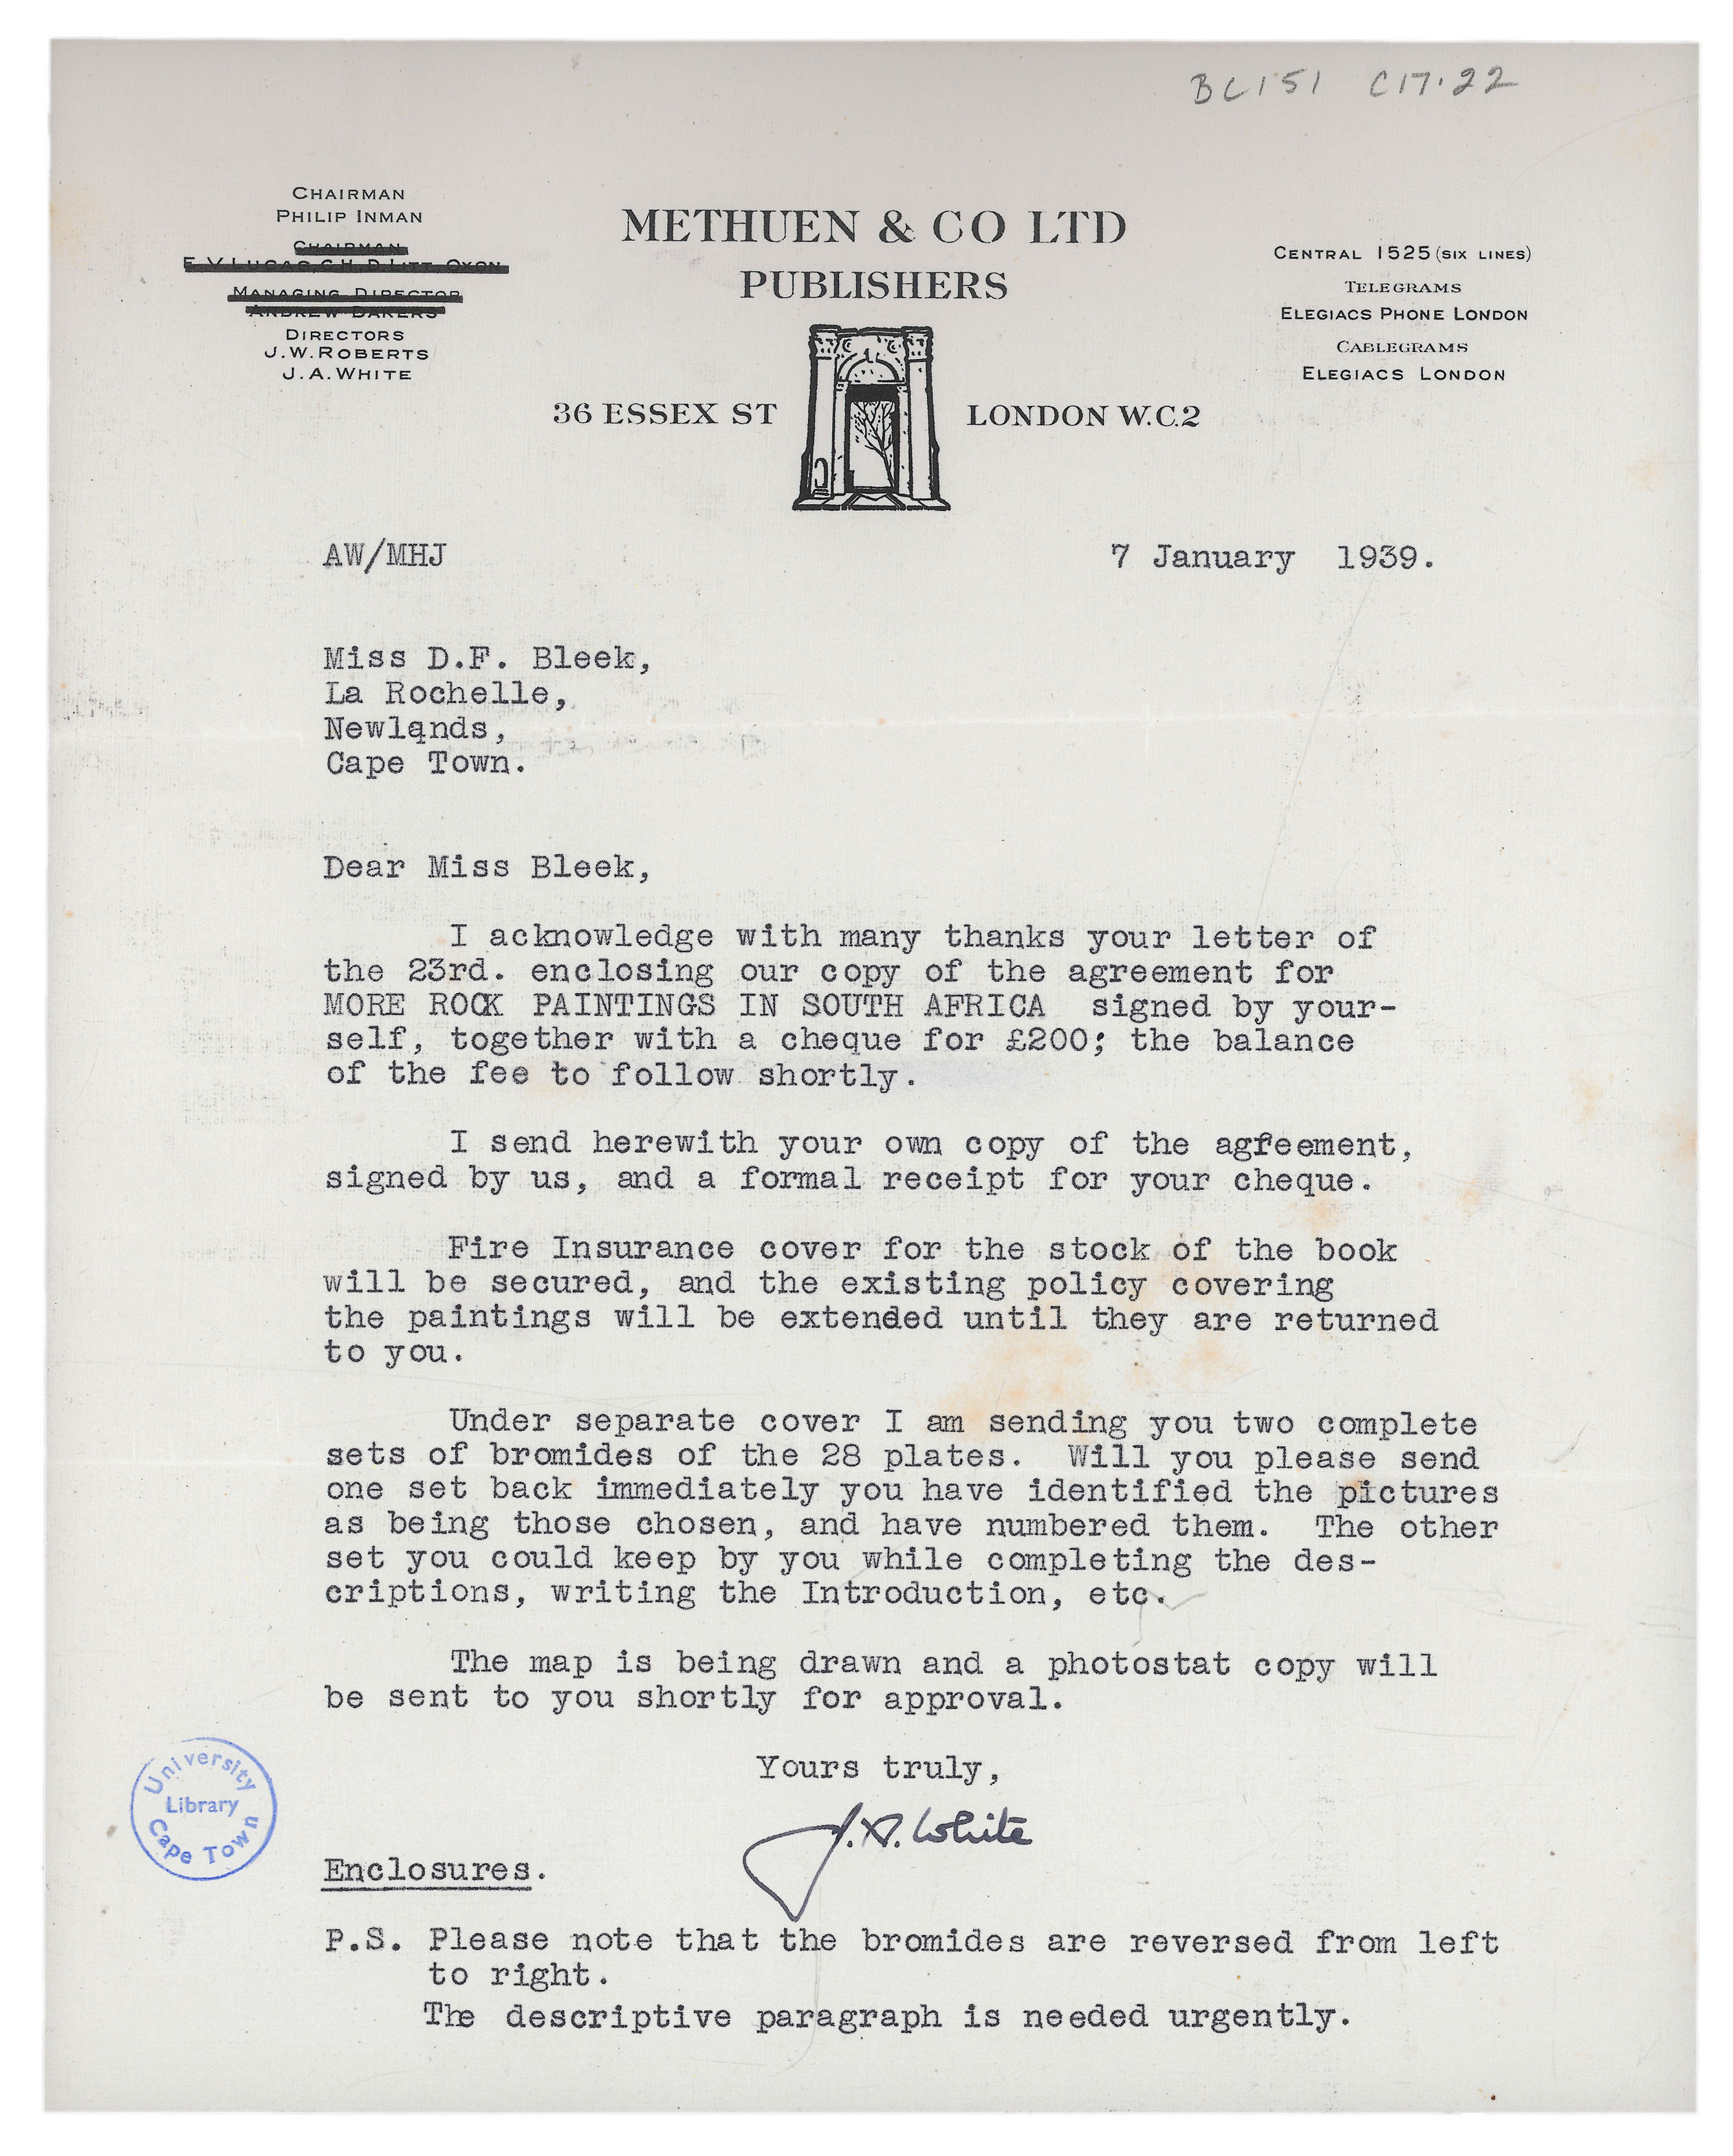 BC151 C17.22
CHAIRMAN
PHILIP INMAN
CHAIRMAN
E.V. LUCAS, C.H., D.LITT., OXON.
MANAGING DIRECTOR
ANDREW DAKERS
DIRECTORS
J.W. ROBERTS
J.A. WHITE
METHUEN & CO LTD
PUBLISHERS
36 ESSEX ST LONDON W.C.2
CENTRAL 1525 (SIX LINES)
TELEGRAMS
ELEGIACS PHONE LONDON
CABLEGRAMS
ELEGIACS LONDON
AW/MHJ 7 January 1939.
Miss D.F. Bleek,
La Rochelle,
Newlands,
Cape Town.
Dear Miss Bleek,
I acknowledge with many thanks your letter of
the 23rd. enclosing our copy of the agreement for
MORE ROCK PAINTINGS IN SOUTH AFRICA signed by your-
self, together with a cheque for £200; the balance
of the fee to follow shortly.
I send herewith your own copy of the agreement,
signed by us, and a formal receipt for your cheque.
Fire Insurance cover for the stock of the book
will be secured, and the existing policy covering
the paintings will be extended until they are returned
to you.
Under separate cover I am sending you two complete
sets of bromides of the 28 plates. Will you please send
one set back immediately you have identified the pictures
as being those chosen, and have numbered them. The other
set you could keep by you while completing the des-
criptions, writing the Introduction, etc.
The map is being drawn and a photostat copy will
be sent to you shortly for approval.
Yours truly,
J.A. White
University Library Cape Town
Enclosures.
P.S. Please note that the bromides are reversed from left
to right.
The descriptive paragraph is needed urgently.